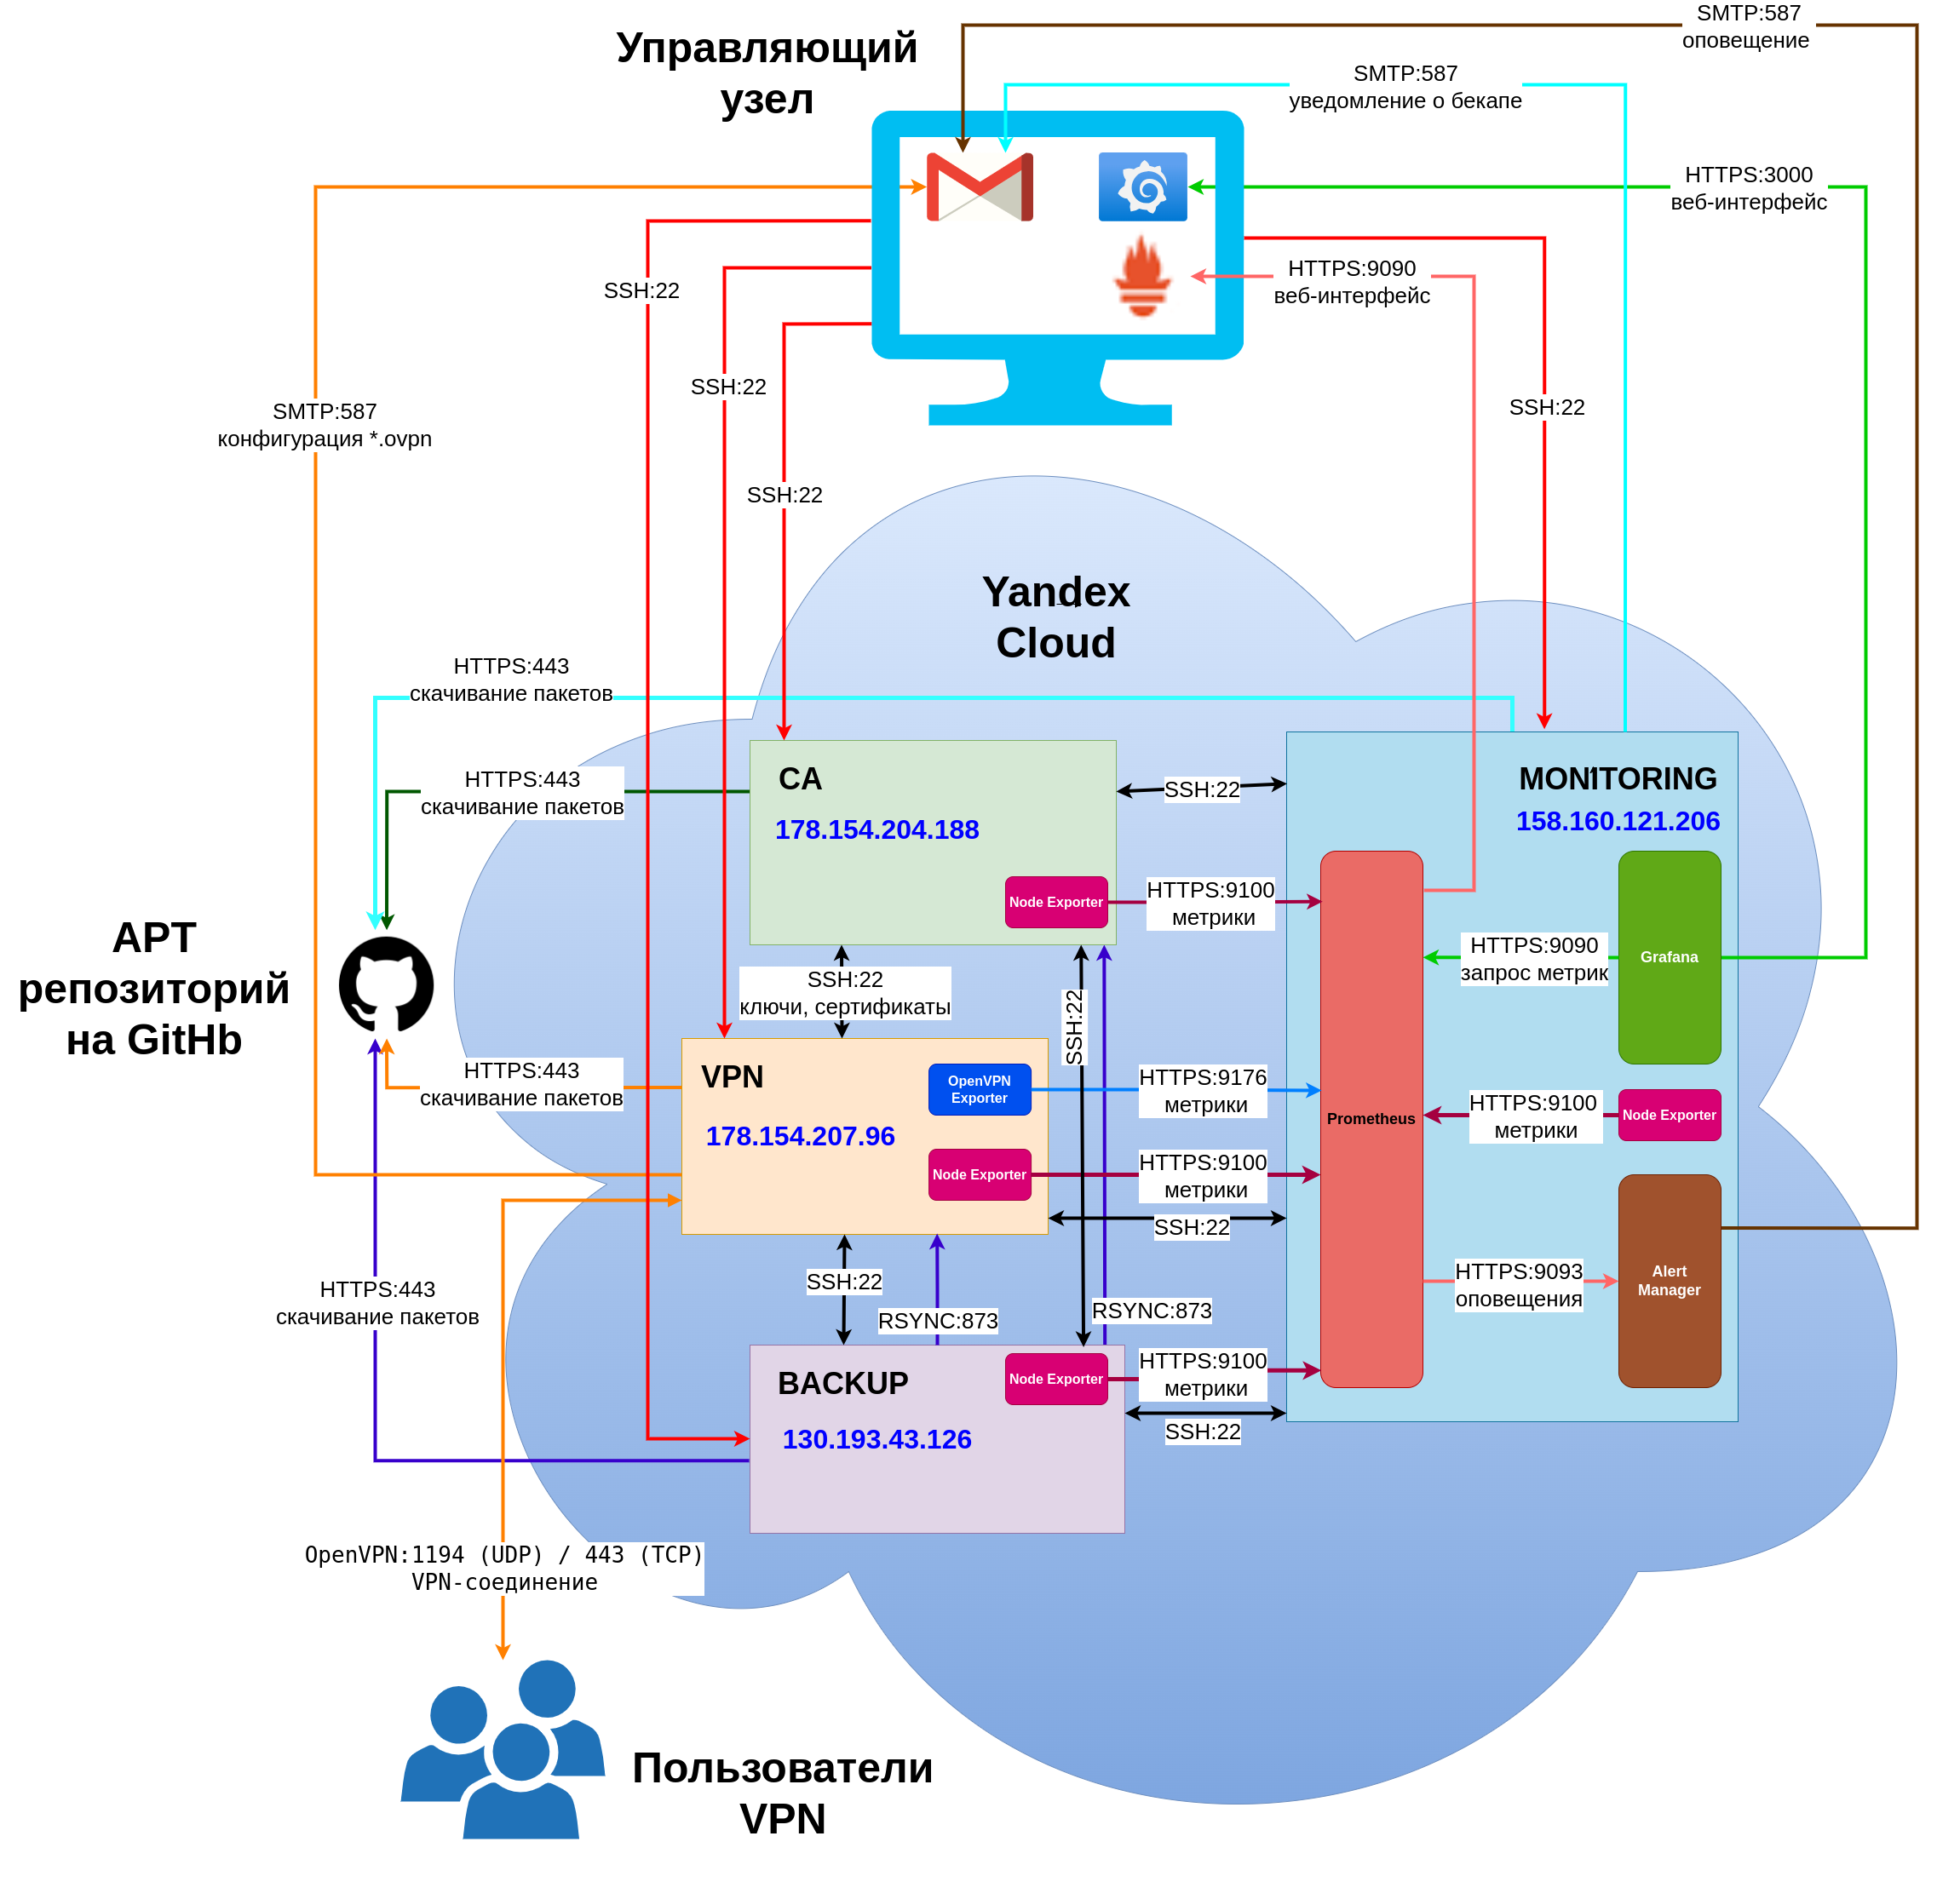 SMTP:587
оповещение
Управляющий
узел
SMTP:587
уведомление о бекапе
HTTPS:3000
веб-интерфейс
HTTPS:9090
веб-интерфейс
SSH:22
SSH:22
SSH:22
SMTP:587
конфигурация *.ovpn
SSH:22
Yandex
Cloud
HTTPS:443
скачивание пакетов
HTTPS:443
скачивание пакетов
CA
178.154.204.188
SSH:22
MONITORING
158.160.121.206
Node Exporter
HTTPS:9100
метрики
APT
репозиторий
на GitHb
HTTPS:9090
запрос метрик
Grafana
SSH:22
ключи, сертификаты
SSH:22
HTTPS:443
скачивание пакетов
VPN
178.154.207.96
OpenVPN
Exporter
HTTPS:9176
метрики
Prometheus
HTTPS:9100
метрики
Node Exporter
Node Exporter
HTTPS:9100
метрики
SSH:22
SSH:22
RSYNC:873
RSYNC:873
HTTPS:443
скачивание пакетов
HTTPS:9093
оповещения
Alert
Manager
BACKUP
130.193.43.126
Node Exporter
HTTPS:9100
метрики
SSH:22
OpenVPN:1194 (UDP) / 443 (TCP)
VPN-соединение
Пользователи
VPN